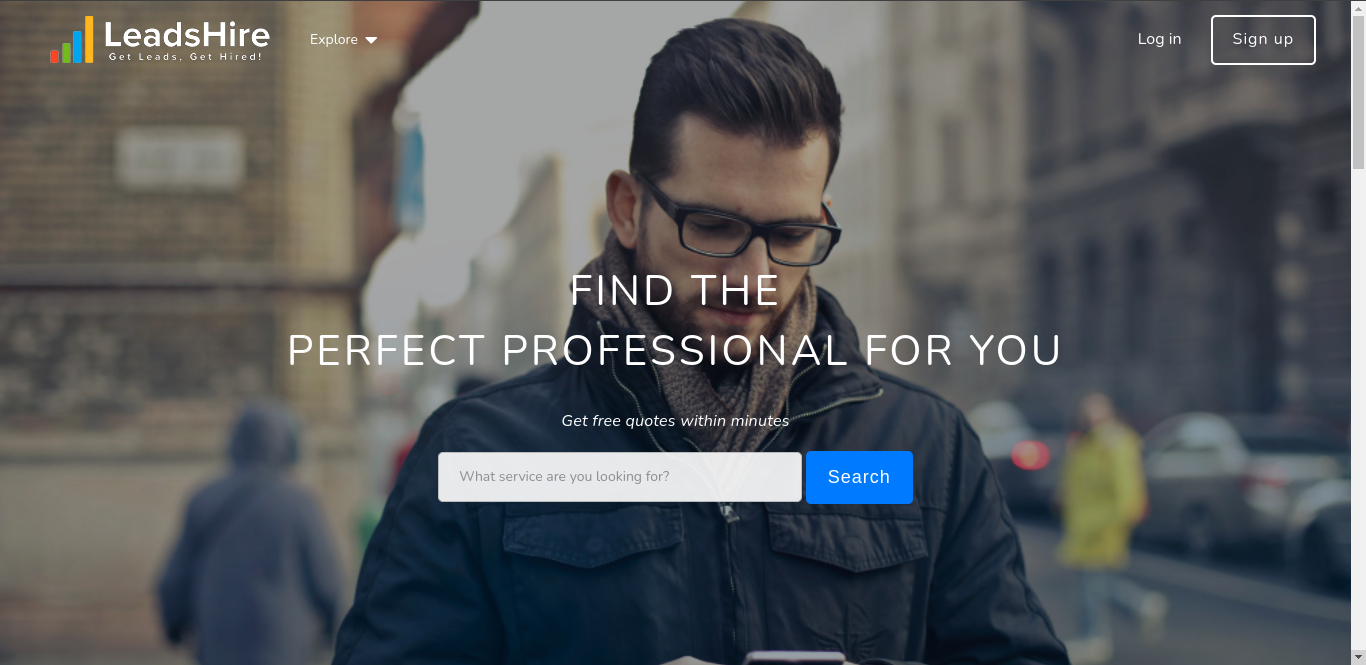 LeadsHire
Get Leads, Get Hired!
Explore
Log in
Sign up
FIND THE
PERFECT PROFESSIONAL FOR YOU
Get free quotes within minutes
What service are you looking for?
Search